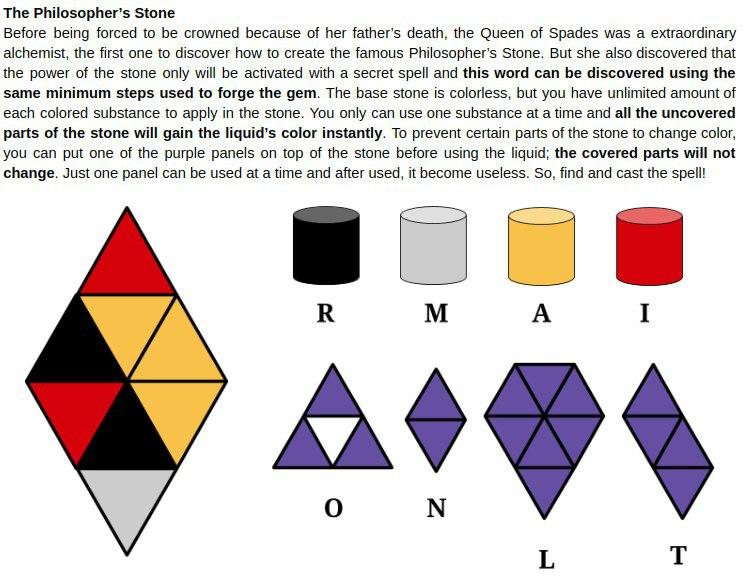 The Philosopher's Stone
Before being forced to be crowned because of her father's death, the Queen of Spades was a extraordinary
alchemist, the first one to discover how to create the famous Philosopher's Stone. But she also discovered that
the power of the stone only will be activated with a secret spell and this word can be discovered using the
same minimum steps used to forge the gem. The base stone is colorless, but you have unlimited amount of
each colored substance to apply in the stone. You only can use one substance at a time and all the uncovered
parts of the stone will gain the liquid's color instantly. To prevent certain parts of the stone to change color,
you can put one of the purple panels on top of the stone before using the liquid; the covered parts will not
change. Just one panel can be used at a time and after used, it become useless. So, find and cast the spell!
R M A I
O N L T